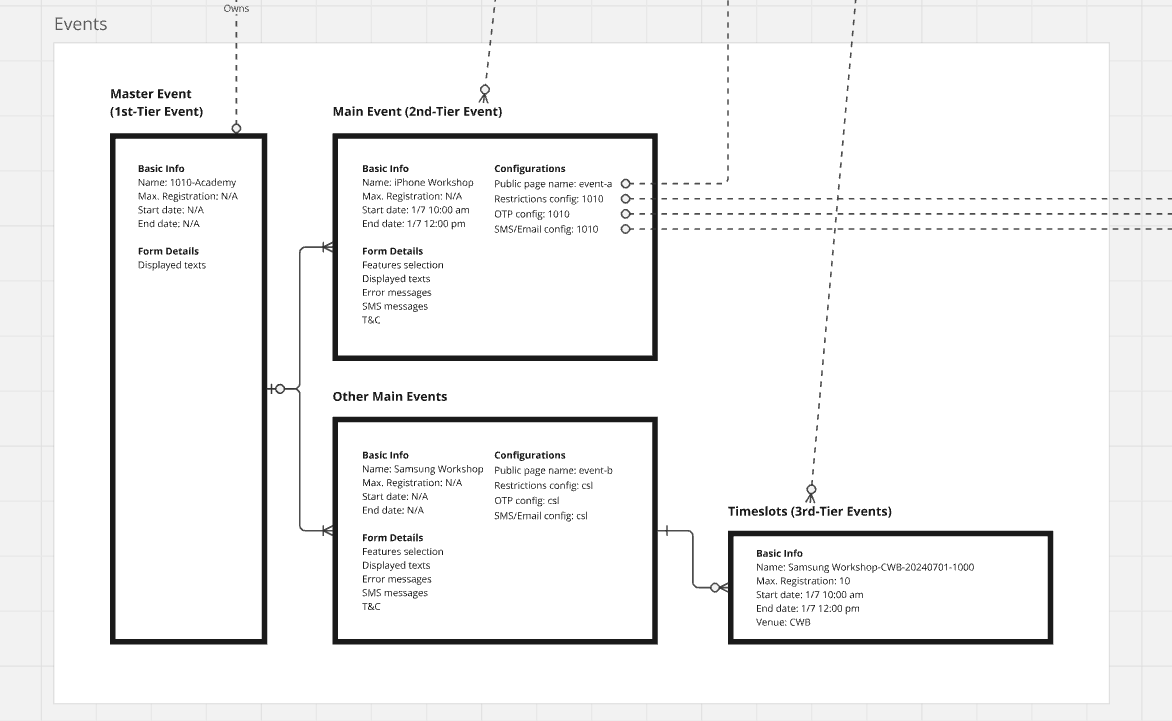 Owns
Events
Master Event
(1st-Tier Event)
Basic Info
Name: 1010-Academy
Max. Registration: N/A
Start date: N/A
End date: N/A
Form Details
Displayed texts
Main Event (2nd-Tier Event)
Basic Info
Name: iPhone Workshop
Max. Registration: N/A
Start date: 1/7 10:00 am
End date: 1/7 12:00 pm
Form Details
Features selection
Displayed texts
Error messages
SMS messages
T&C
Configurations
Public page name: event-a
Restrictions config: 1010
OTP config: 1010
SMS/Email config: 1010
Other Main Events
Basic Info
Name: Samsung Workshop
Max. Registration: N/A
Start date: N/A
End date: N/A
Form Details
Features selection
Displayed texts
Error messages
SMS messages
T&C
Configurations
Public page name: event-b
Restrictions config: csl
OTP config: csl
SMS/Email config: csl
Timeslots (3rd-Tier Events)
Basic Info
Name: Samsung Workshop-CWB-20240701-1000
Max. Registration: 10
Start date: 1/7 10:00 am
End date: 1/7 12:00 pm
Venue: CWB